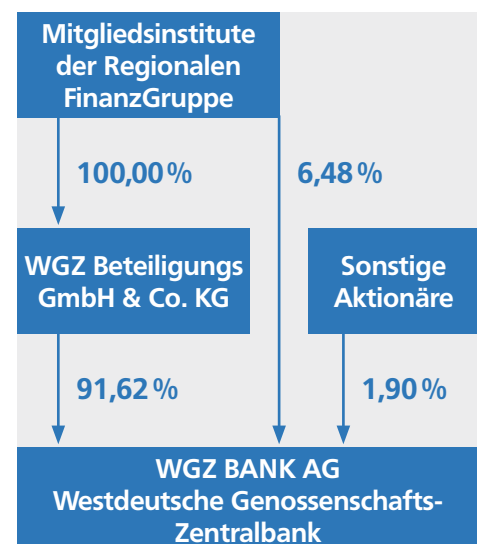 Mitgliedsinstitute
der Regionalen
FinanzGruppe
100,00 %
6,48 %
WGZ Beteiligungs
GmbH & Co. KG
Sonstige
Aktionäre
91,62 %
1,90 %
WGZ BANK AG
Westdeutsche Genossenschafts-
Zentralbank